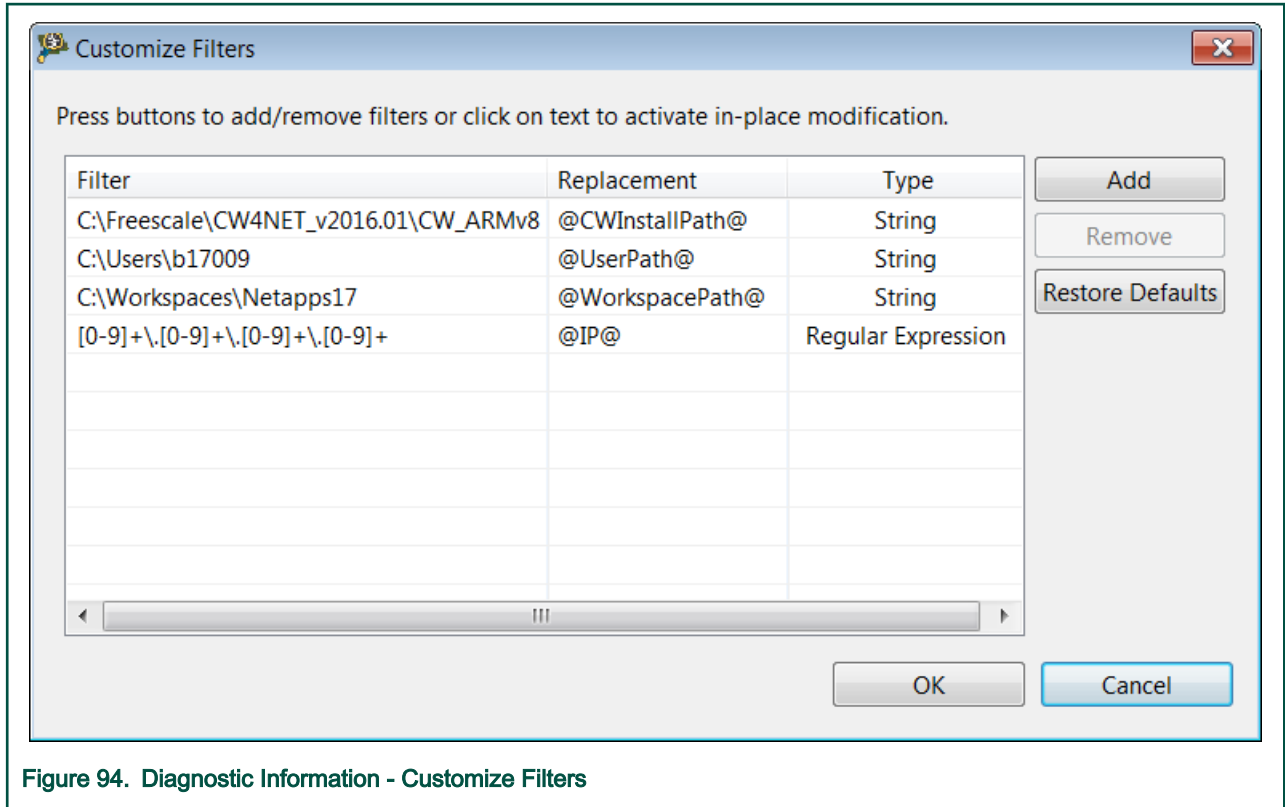 Customize Filters
Press buttons to add/remove filters or click on text to activate in-place modification.
Filter Replacement Type
C:\Freescale\CW4NET_v2016.01\CW_ARMv8 @CWInstallPath@ String
C:\Users\b17009 @UserPath@ String
C:\Workspaces\Netapps17 @WorkspacePath@ String
[0-9]+\.[0-9]+\.[0-9]+\.[0-9]+ @IP@ Regular Expression
Add
Remove
Restore Defaults
OK Cancel
Figure 94. Diagnostic Information - Customize Filters